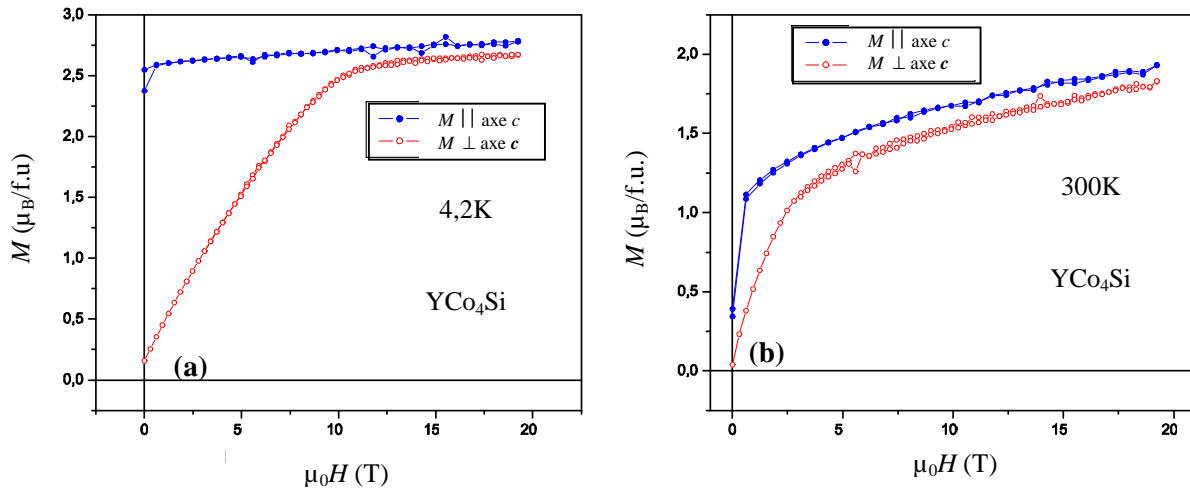 3,0
2,5
2,0
1,5
1,0
0,5
0,0
M (μB/f.u.)
M || axe c
M ⊥ axe c
4,2K
YCo4Si
(a)
0
5
10
15
20
μ0H (T)
2,0
1,5
1,0
0,5
0,0
M (μB/f.u.)
M || axe c
M ⊥ axe c
300K
YCo4Si
(b)
0
5
10
15
20
μ0H (T)